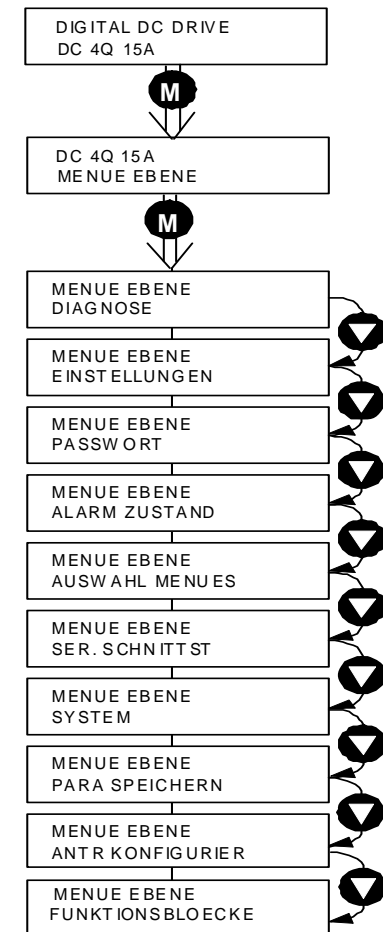 DIGITAL DC DRIVE
DC 4Q 15A
M
DC 4Q 15A
MENUE EBENE
M
MENUE EBENE
DIAGNOSE
MENUE EBENE
EINSTELLUNGEN
MENUE EBENE
PASSWORT
MENUE EBENE
ALARM ZUSTAND
MENUE EBENE
AUSWAHL MENUES
MENUE EBENE
SER. SCHNITTST
MENUE EBENE
SYSTEM
MENUE EBENE
PARA SPEICHERN
MENUE EBENE
ANTR KONFIGURIER
MENUE EBENE
FUNKTIONSBLOECKE